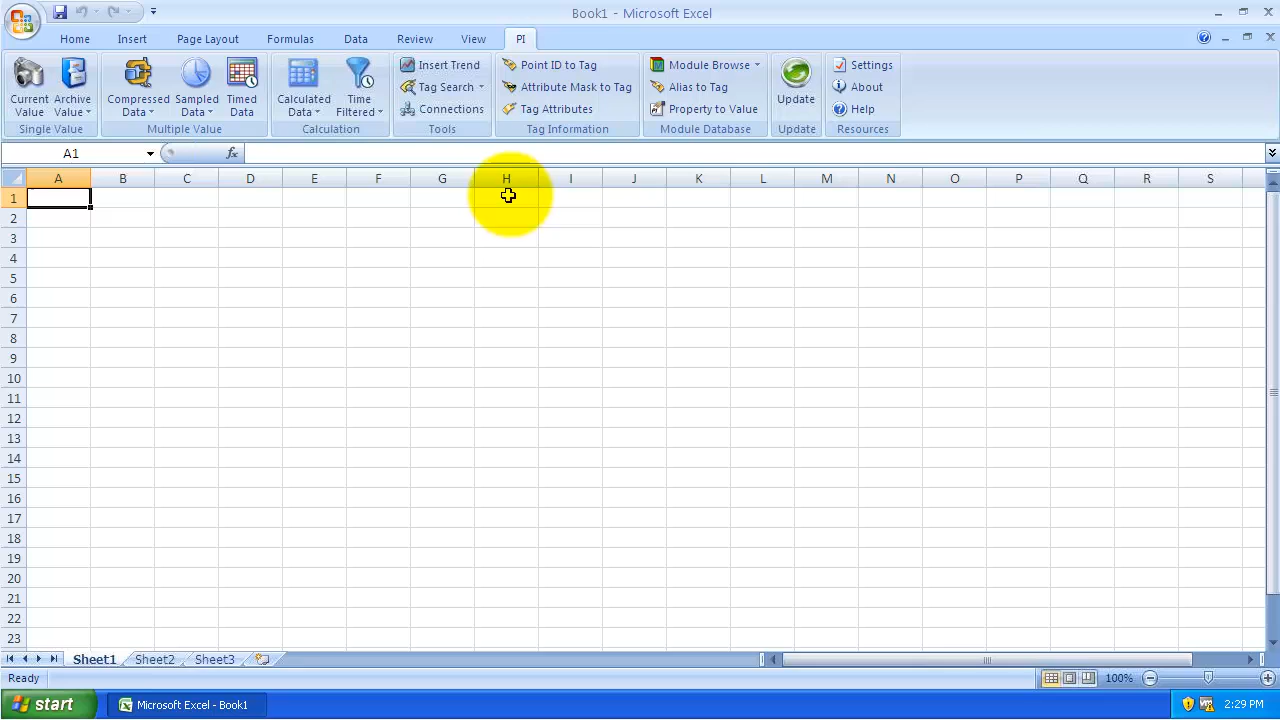 Book1 - Microsoft Excel
Home Insert Page Layout Formulas Data Review View PI
Current Value
Archive Value
Single Value
Compressed Data
Sampled Data
Timed Data
Multiple Value
Calculated Data
Time Filtered
Calculation
Insert Trend
Tag Search
Connections
Tools
Point ID to Tag
Attribute Mask to Tag
Tag Attributes
Tag Information
Module Browse
Alias to Tag
Property to Value
Module Database
Update
Update
Settings
About
Help
Resources
A1 fx
A B C D E F G H I J K L M N O P Q R S
1
2
3
4
5
6
7
8
9
10
11
12
13
14
15
16
17
18
19
20
21
22
23
Sheet1 Sheet2 Sheet3
Ready 100%
start Microsoft Excel - Book1 2:29 PM